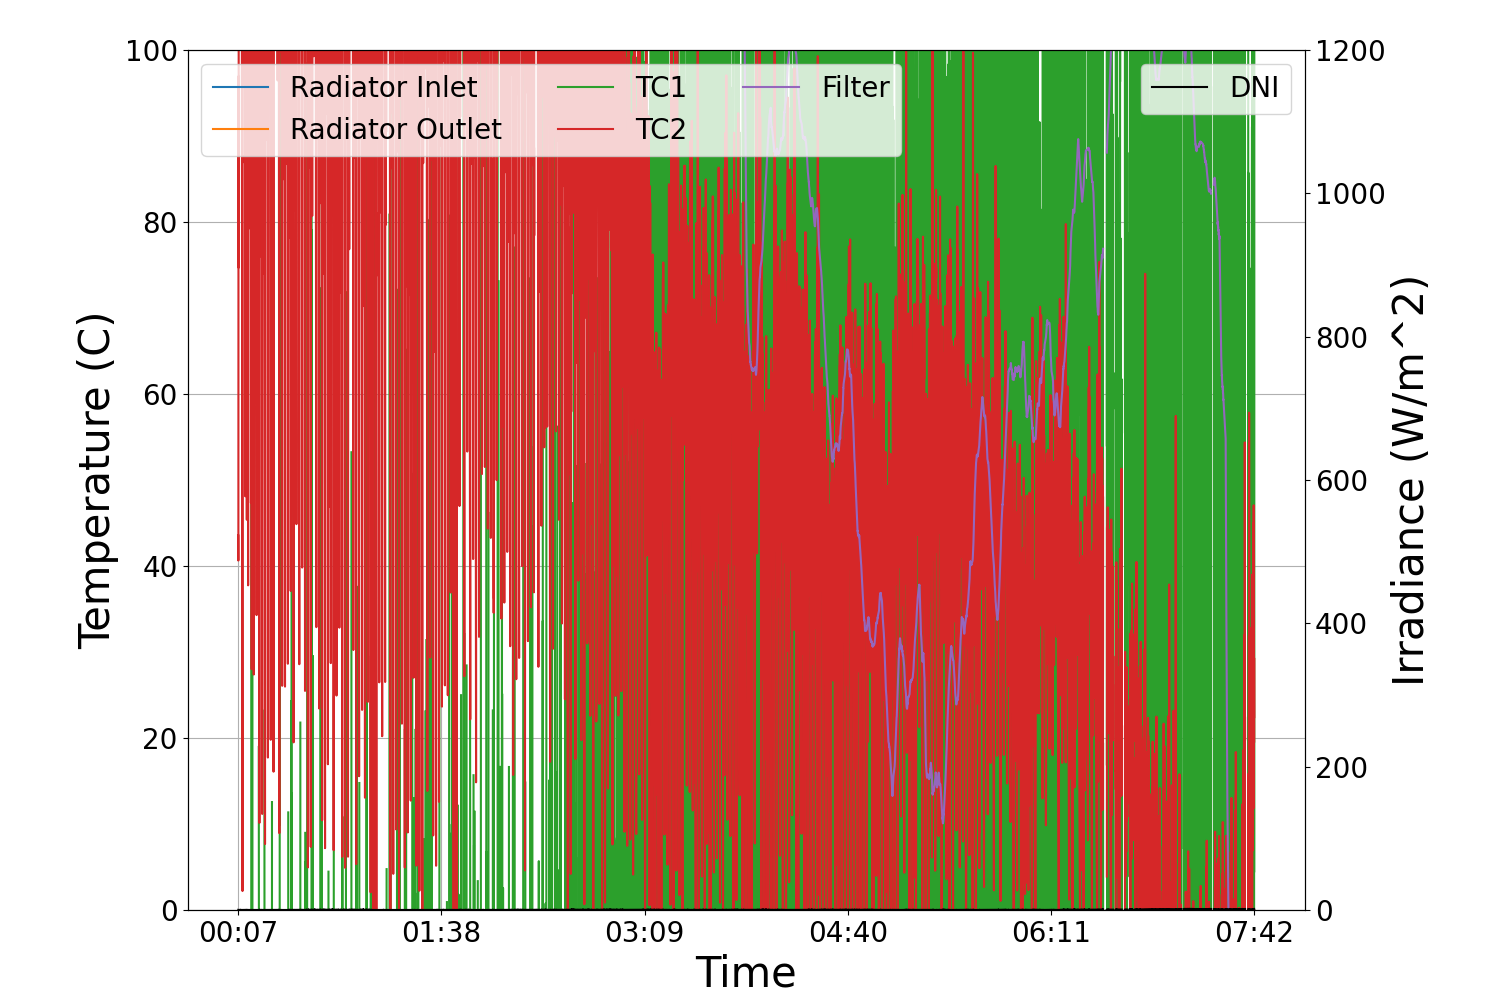 Radiator Inlet
Radiator Outlet
TC1
TC2
Filter
DNI
100
80
60
40
20
0
Temperature (C)
1200
1000
800
600
400
200
0
Irradiance (W/m^2)
00:07 01:38 03:09 04:40 06:11 07:42
Time